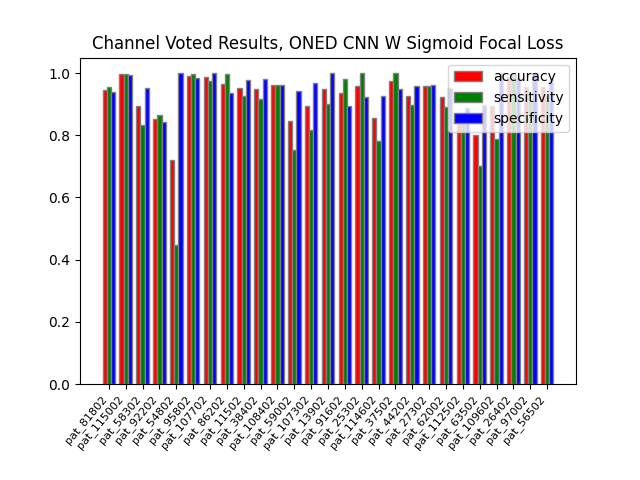 Channel Voted Results, ONED CNN W Sigmoid Focal Loss
accuracy
sensitivity
specificity
1.0
0.8
0.6
0.4
0.2
0.0
pat_81802
pat_115002
pat_58302
pat_92202
pat_54802
pat_95802
pat_107702
pat_86202
pat_11502
pat_38402
pat_108402
pat_59002
pat_107302
pat_13902
pat_91602
pat_25302
pat_114602
pat_37502
pat_44202
pat_27302
pat_62002
pat_112502
pat_63502
pat_109602
pat_26402
pat_97002
pat_56502